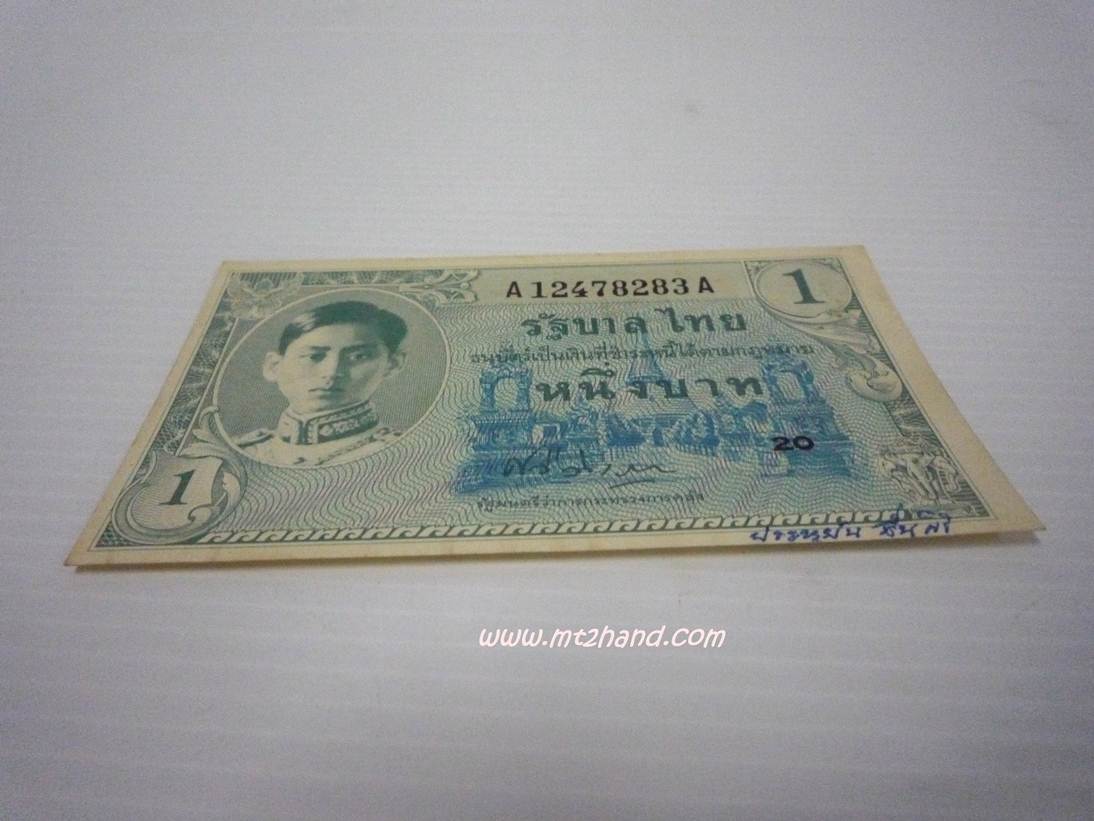 A 12478283 A
1
รัฐบาล ไทย
ธนบัตร์เป็นเงินที่ชำระหนี้ได้ตามกฎหมาย
หนึ่งบาท
20
1
รัฐมนตรีว่าการกระทรวงการคลัง
www.mt2hand.com